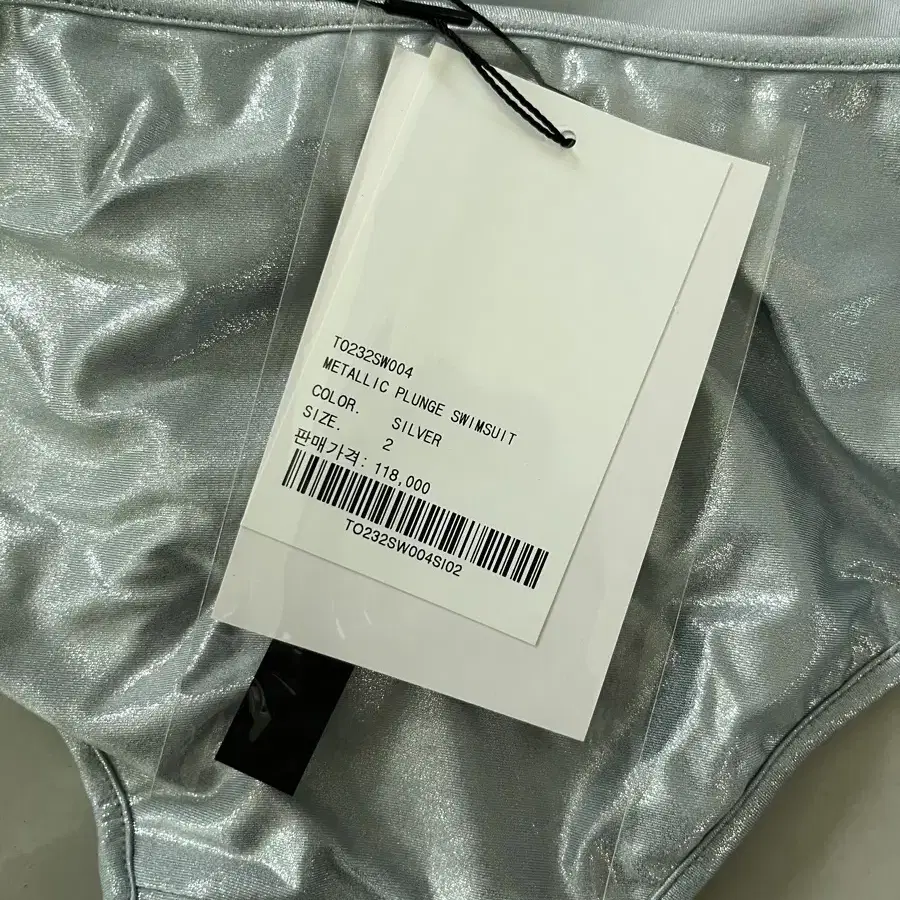 TO232SW004
METALLIC PLUNGE SWIMSUIT
COLOR. SILVER
SIZE. 2
판매가격: 118,000
TO232SW004SI02